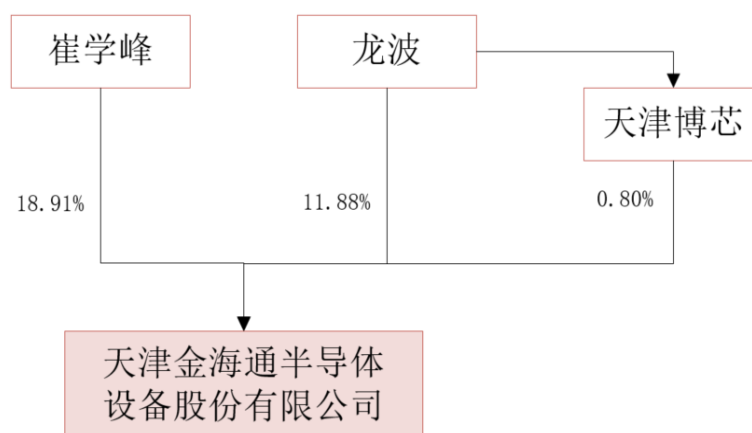 崔学峰
龙波
天津博芯
18.91%
11.88%
0.80%
天津金海通半导体
设备股份有限公司